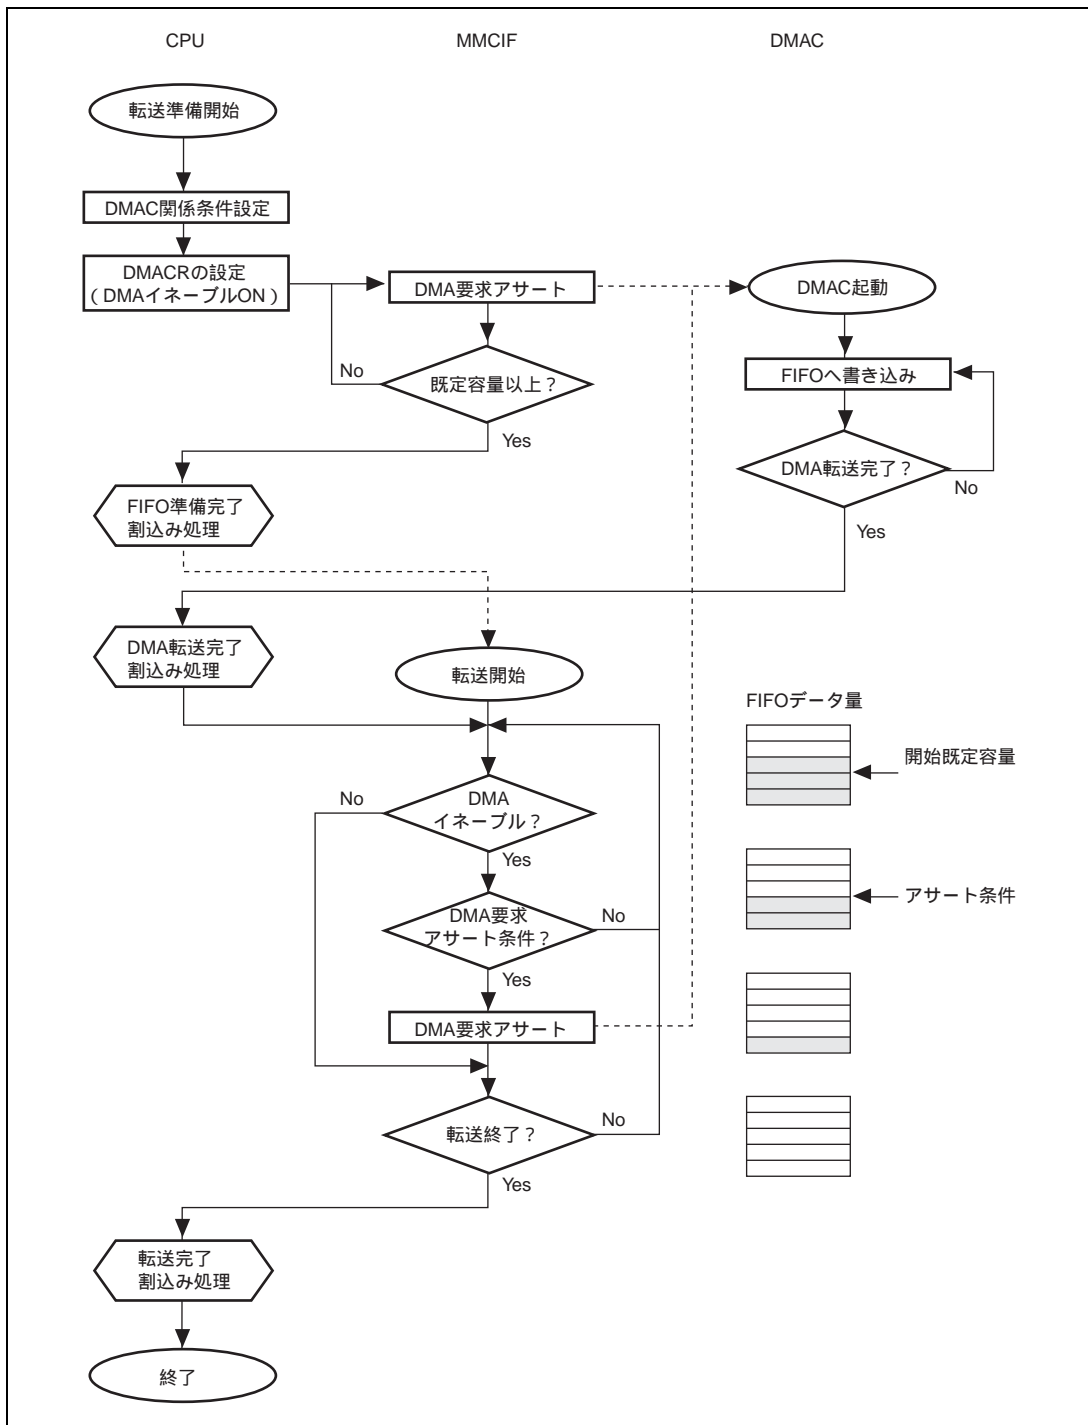 CPU
MMCIF
DMAC
転送準備開始
DMAC関係条件設定
DMACRの設定
(DMAイネーブルON)
DMA要求アサート
DMAC起動
No
既定容量以上？
FIFOへ書き込み
Yes
DMA転送完了？
No
FIFO準備完了
割込み処理
Yes
DMA転送完了
割込み処理
転送開始
FIFOデータ量
開始既定容量
No
DMA
イネーブル？
Yes
アサート条件
DMA要求
アサート条件？
No
Yes
DMA要求アサート
転送終了？
No
Yes
転送完了
割込み処理
終了